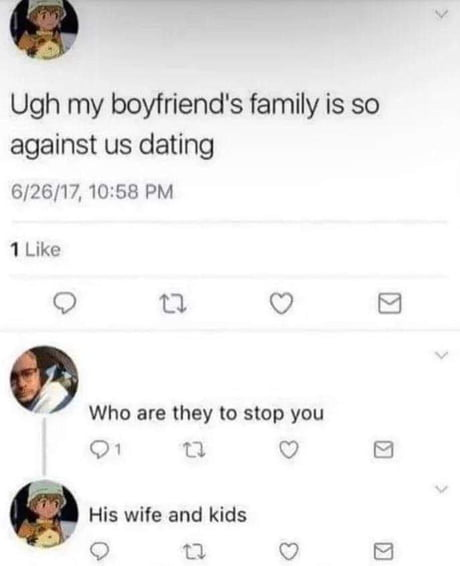 Ugh my boyfriend's family is so
against us dating
6/26/17, 10:58 PM
1 Like
Who are they to stop you
1
His wife and kids